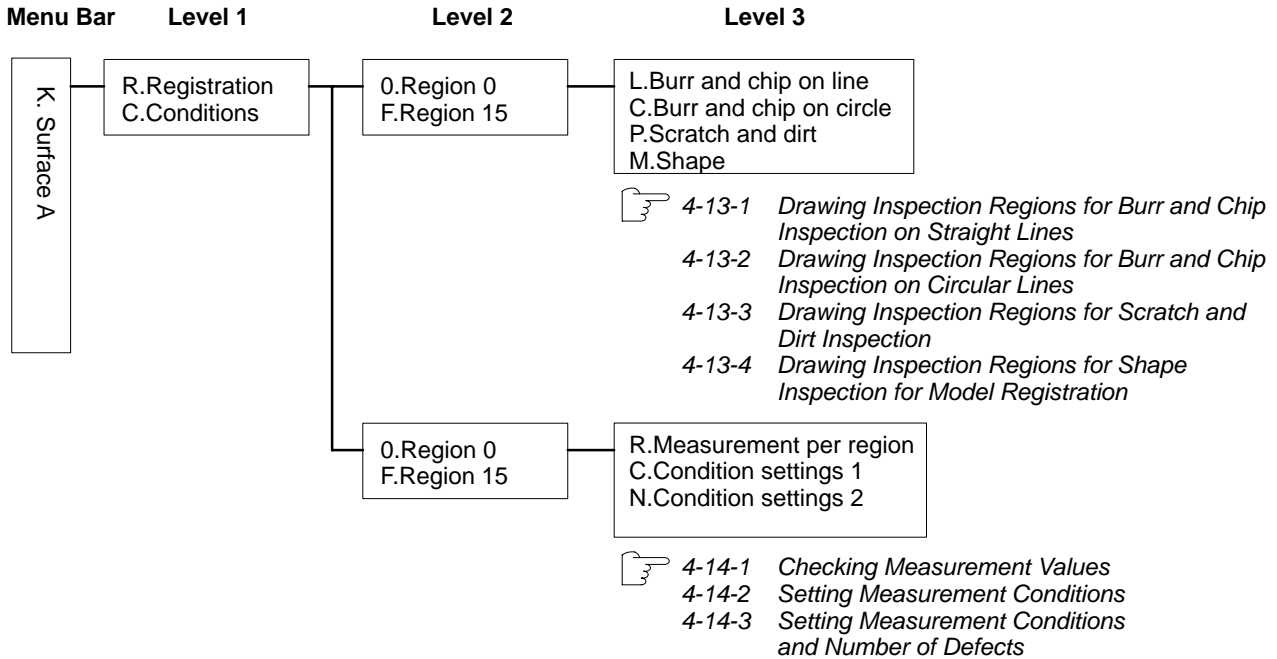 Menu Bar Level 1 Level 2 Level 3
K. Surface A
R.Registration
C.Conditions
0.Region 0
F.Region 15
L.Burr and chip on line
C.Burr and chip on circle
P.Scratch and dirt
M.Shape
4-13-1 Drawing Inspection Regions for Burr and Chip
Inspection on Straight Lines
4-13-2 Drawing Inspection Regions for Burr and Chip
Inspection on Circular Lines
4-13-3 Drawing Inspection Regions for Scratch and
Dirt Inspection
4-13-4 Drawing Inspection Regions for Shape
Inspection for Model Registration
0.Region 0
F.Region 15
R.Measurement per region
C.Condition settings 1
N.Condition settings 2
4-14-1 Checking Measurement Values
4-14-2 Setting Measurement Conditions
4-14-3 Setting Measurement Conditions
and Number of Defects